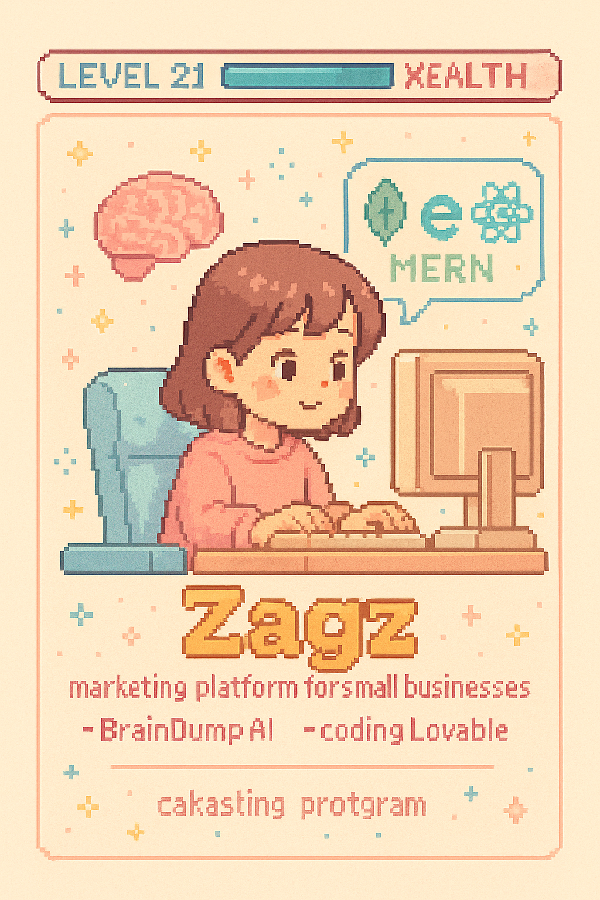 LEVEL 21 XEALTH
e
MERN
Zagz
marketing platform forsmall businesses
-BrainDump AI -coding Lovable
cakasting protgram